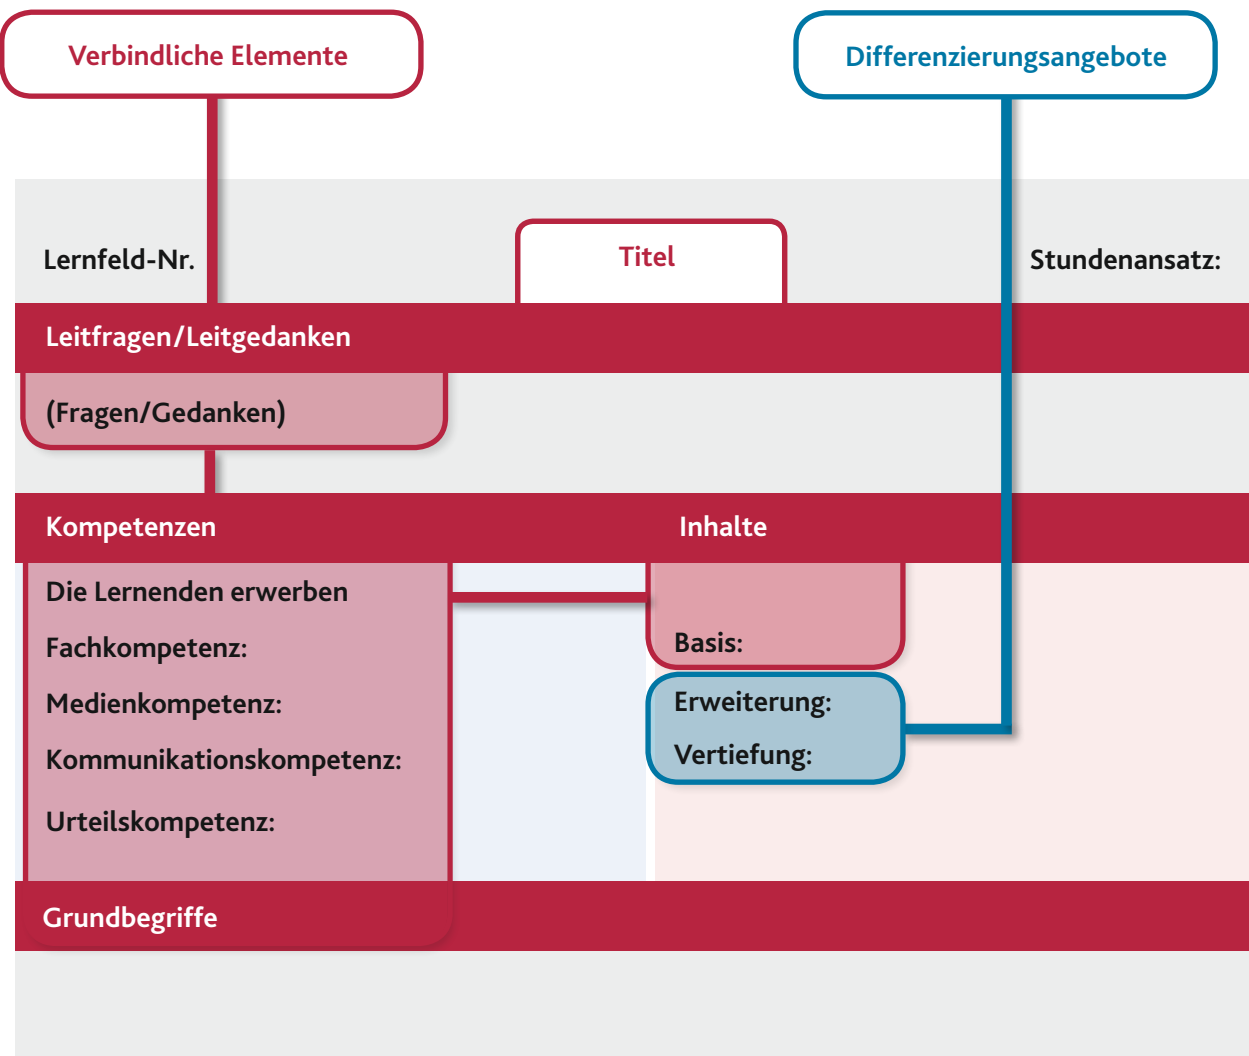 Verbindliche Elemente
Differenzierungsangebote
Lernfeld-Nr.
Titel
Stundenansatz:
Leitfragen/Leitgedanken
(Fragen/Gedanken)
Kompetenzen
Inhalte
Die Lernenden erwerben
Fachkompetenz:
Medienkompetenz:
Kommunikationskompetenz:
Urteilskompetenz:
Basis:
Erweiterung:
Vertiefung:
Grundbegriffe